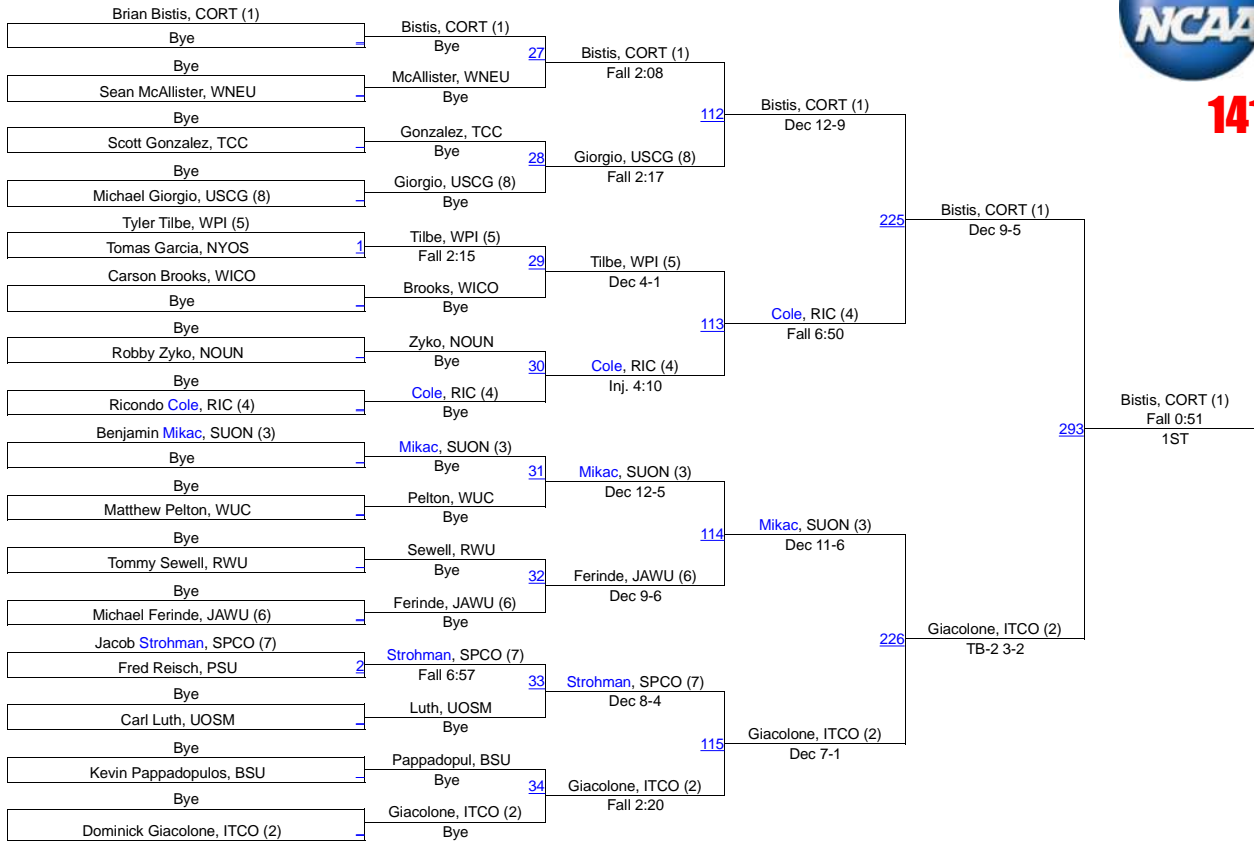 NCAA
141
Brian Bistis, CORT (1)
Bye
Bye
Sean McAllister, WNEU
Bye
Scott Gonzalez, TCC
Bye
Michael Giorgio, USCG (8)
Tyler Tilbe, WPI (5)
Tomas Garcia, NYOS
1
Carson Brooks, WICO
Bye
Bye
Robby Zyko, NOUN
Bye
Ricondo Cole, RIC (4)
Benjamin Mikac, SUON (3)
Bye
Bye
Matthew Pelton, WUC
Bye
Tommy Sewell, RWU
Bye
Michael Ferinde, JAWU (6)
Jacob Strohman, SPCO (7)
Fred Reisch, PSU
2
Bye
Carl Luth, UOSM
Bye
Kevin Pappadopulos, BSU
Bye
Dominick Giacolone, ITCO (2)
Bistis, CORT (1)
Bye
27
McAllister, WNEU
Bye
Gonzalez, TCC
Bye
28
Giorgio, USCG (8)
Bye
Tilbe, WPI (5)
Fall 2:15
29
Brooks, WICO
Bye
Zyko, NOUN
Bye
30
Cole, RIC (4)
Bye
Mikac, SUON (3)
Bye
31
Pelton, WUC
Bye
Sewell, RWU
Bye
32
Ferinde, JAWU (6)
Bye
Strohman, SPCO (7)
Fall 6:57
33
Luth, UOSM
Bye
Pappadopul, BSU
Bye
34
Giacolone, ITCO (2)
Bye
Bistis, CORT (1)
Fall 2:08
112
Giorgio, USCG (8)
Fall 2:17
Tilbe, WPI (5)
Dec 4-1
113
Cole, RIC (4)
Inj. 4:10
Mikac, SUON (3)
Dec 12-5
114
Ferinde, JAWU (6)
Dec 9-6
Strohman, SPCO (7)
Dec 8-4
115
Giacolone, ITCO (2)
Fall 2:20
Bistis, CORT (1)
Dec 12-9
225
Cole, RIC (4)
Fall 6:50
Mikac, SUON (3)
Dec 11-6
226
Giacolone, ITCO (2)
Dec 7-1
Bistis, CORT (1)
Dec 9-5
293
Giacolone, ITCO (2)
TB-2 3-2
Bistis, CORT (1)
Fall 0:51
1ST